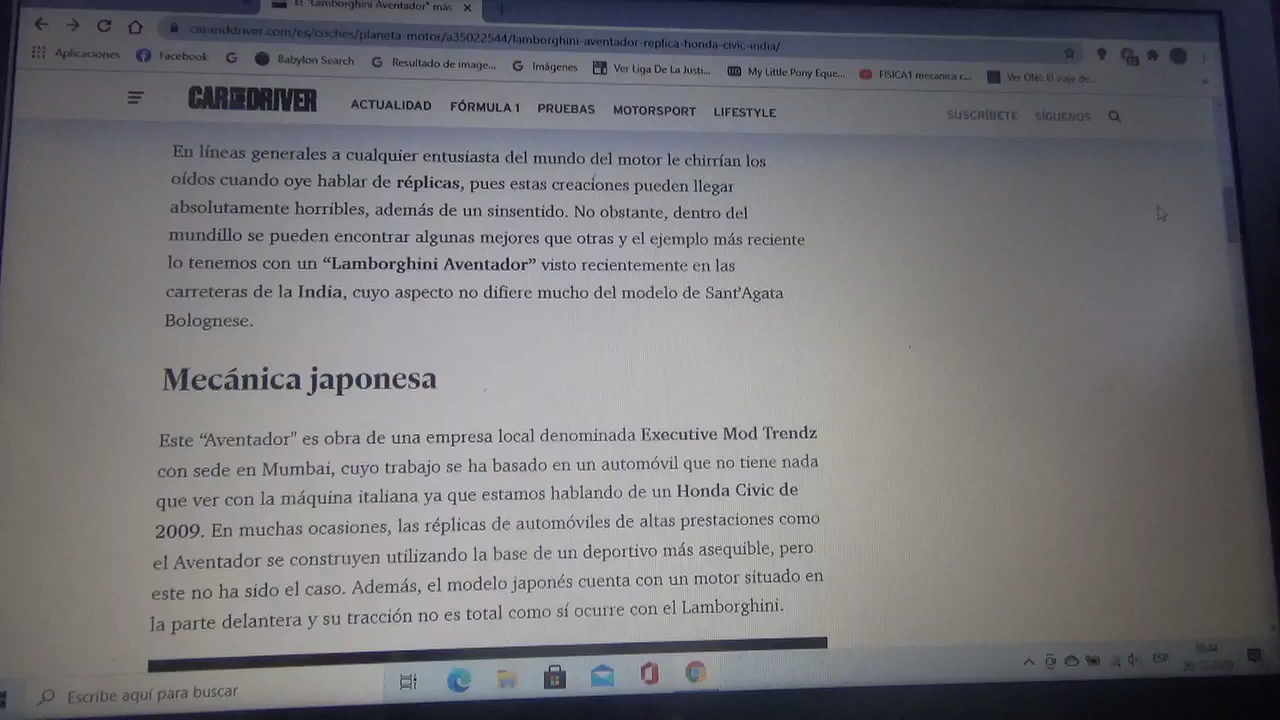 El "Lamborghini Aventador" más
caranddriver.com/es/coches/planeta-motor/a35022544/lamborghini-aventador-replica-honda-civic-india/
Aplicaciones Facebook Babylon Search Resultado de image... Imágenes Ver Liga De La Justi... My Little Pony Eque... FISICA1 mecanica c... Ver Ofés: El viaje de...
CAR AND DRIVER ACTUALIDAD FÓRMULA 1 PRUEBAS MOTORSPORT LIFESTYLE SUSCRÍBETE SÍGUENOS
En líneas generales a cualquier entusiasta del mundo del motor le chirrían los
oídos cuando oye hablar de réplicas, pues estas creaciones pueden llegar
absolutamente horribles, además de un sinsentido. No obstante, dentro del
mundillo se pueden encontrar algunas mejores que otras y el ejemplo más reciente
lo tenemos con un “Lamborghini Aventador” visto recientemente en las
carreteras de la India, cuyo aspecto no difiere mucho del modelo de Sant’Agata
Bolognese.
Mecánica japonesa
Este “Aventador” es obra de una empresa local denominada Executive Mod Trendz
con sede en Mumbai, cuyo trabajo se ha basado en un automóvil que no tiene nada
que ver con la máquina italiana ya que estamos hablando de un Honda Civic de
2009. En muchas ocasiones, las réplicas de automóviles de altas prestaciones como
el Aventador se construyen utilizando la base de un deportivo más asequible, pero
este no ha sido el caso. Además, el modelo japonés cuenta con un motor situado en
la parte delantera y su tracción no es total como sí ocurre con el Lamborghini.
Escribe aquí para buscar
ESP